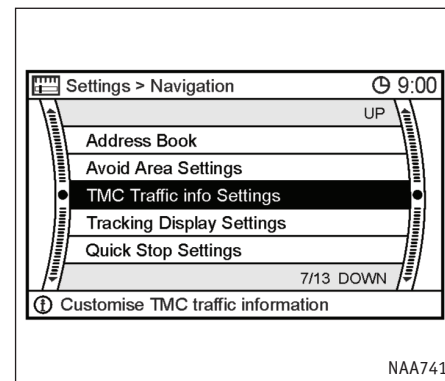 Settings > Navigation 9:00
UP
Address Book
Avoid Area Settings
TMC Traffic info Settings
Tracking Display Settings
Quick Stop Settings
7/13 DOWN
Customise TMC traffic information
NAA741